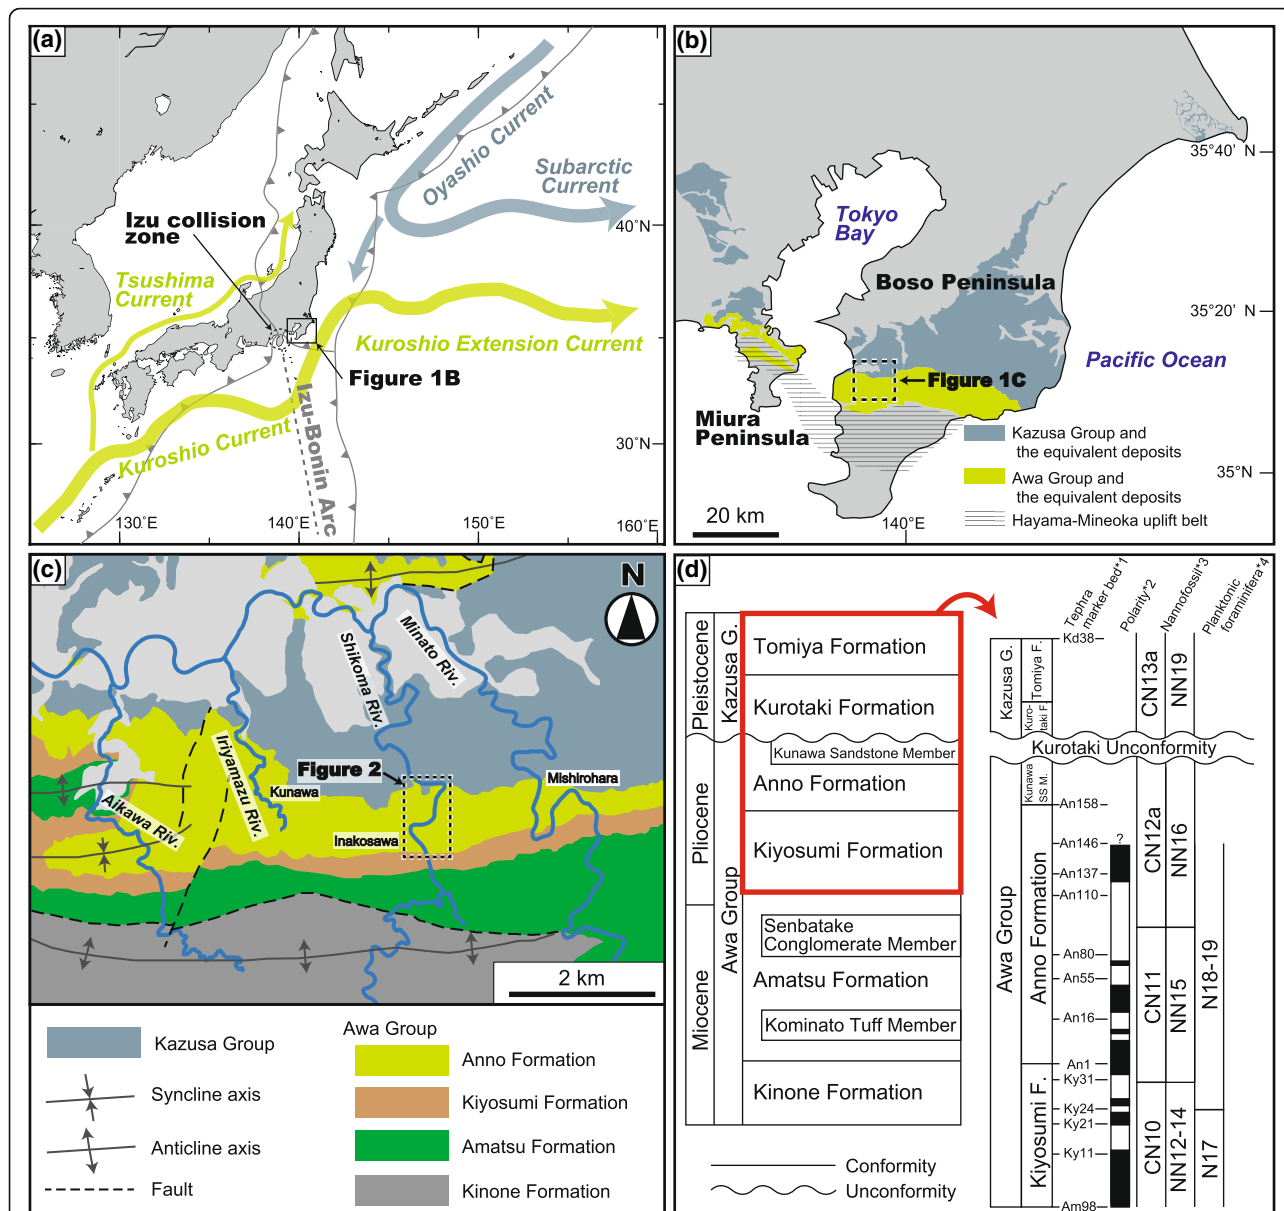 (a)
Oyashio Current
Subarctic
Current
Izu collision
zone
40°N
Tsushima
Current
Kuroshio Extension Current
Figure 1B
Izu-Bonin Arc
Kuroshio Current
30°N
130°E
140°E
150°E
160°E
(b)
35°40' N
Tokyo
Bay
Boso Peninsula
35°20' N
Pacific Ocean
Figure 1C
Miura
Peninsula
Kazusa Group and
the equivalent deposits
35°N
Awa Group and
the equivalent deposits
20 km
Hayama-Mineoka uplift belt
140°E
(c)
N
Minato Riv.
Shikoma Riv.
Iriyamazu Riv.
Figure 2
Mishirohara
Kunawa
Aikawa Riv.
Inakosawa
2 km
Kazusa Group
Syncline axis
Anticline axis
Fault
Awa Group
Anno Formation
Kiyosumi Formation
Amatsu Formation
Kinone Formation
(d)
Pleistocene
Pliocene
Miocene
Kazusa G.
Awa Group
Tomiya Formation
Kurotaki Formation
Kunawa Sandstone Member
Anno Formation
Kiyosumi Formation
Senbatake
Conglomerate Member
Amatsu Formation
Kominato Tuff Member
Kinone Formation
Conformity
Unconformity
Tephra
marker bed*1
Polarity*2
Nannofossil*3
Planktonic
foraminifera*4
Kazusa G.
Tomiya F.
Kuro-
taki F.
Kd38
CN13a
NN19
Kurotaki Unconformity
Awa Group
Kunawa
SS M.
Anno Formation
Kiyosumi F.
An158
An146
?
An137
An110
An80
An55
An16
An1
Ky31
Ky24
Ky21
Ky11
Am98
CN12a
CN11
CN10
NN16
NN15
NN12-14
N18-19
N17